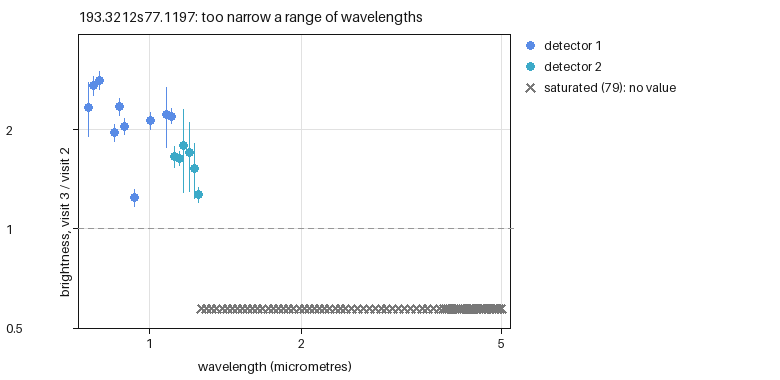 193.3212s77.1197: too narrow a range of wavelengths
detector 1
detector 2
saturated (79): no value
brightness, visit 3 / visit 2
2
1
0.5
1
2
5
wavelength (micrometres)